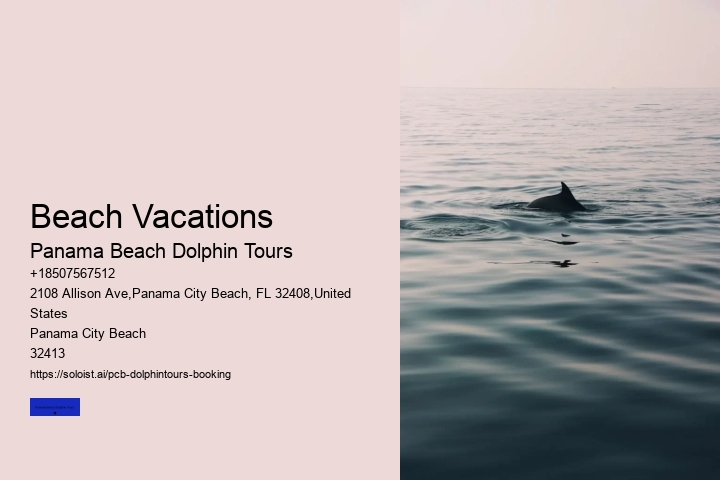 Beach Vacations
Panama Beach Dolphin Tours
+18507567512
2108 Allison Ave,Panama City Beach, FL 32408,United
States
Panama City Beach
32413
https://soloist.ai/pcb-dolphintours-booking